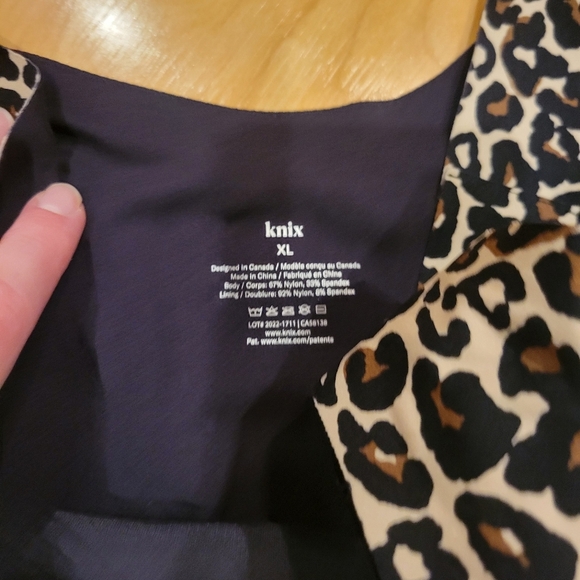 knix
XL
Designed in Canada / Modèle conçu au Canada
Made in China / Fabriqué en Chine
Body / Corps: 67% Nylon, 33% Spandex
Lining / Doublure: 92% Nylon, 8% Spandex
LOT# 2022-1711 | CA56138
www.knix.com
Pat. www.knix.com/patents